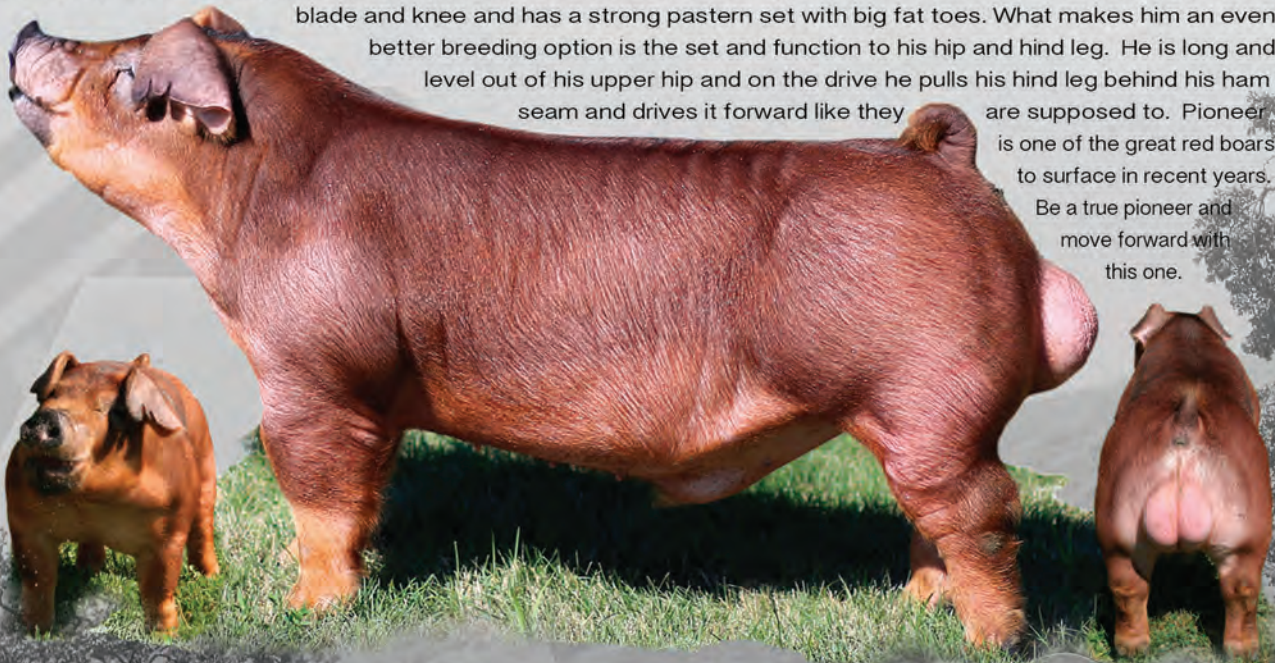 blade and knee and has a strong pastern set with big fat toes. What makes him an even
better breeding option is the set and function to his hip and hind leg. He is long and
level out of his upper hip and on the drive he pulls his hind leg behind his ham
seam and drives it forward like they are supposed to. Pioneer
is one of the great red boars
to surface in recent years.
Be a true pioneer and
move forward with
this one.